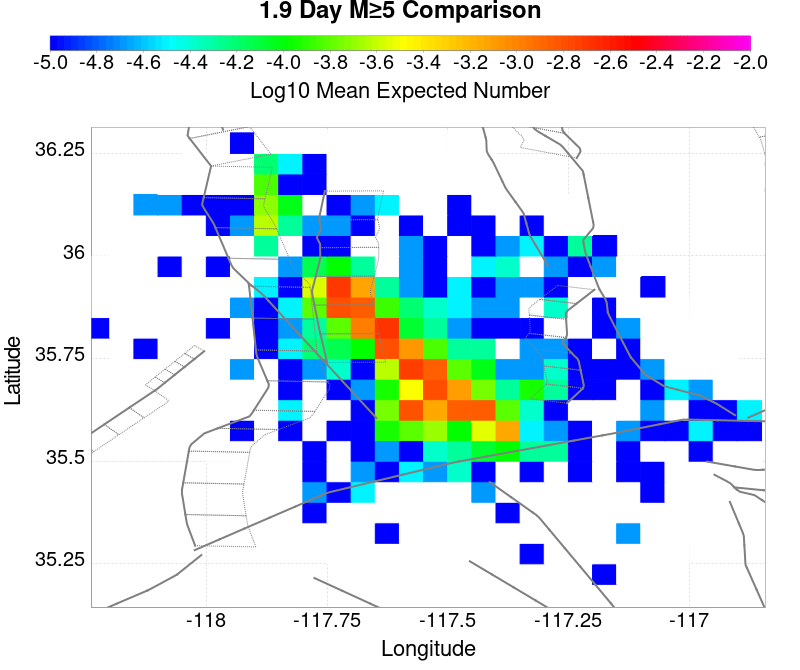 1.9 Day M≥5 Comparison
-5.0 -4.8 -4.6 -4.4 -4.2 -4.0 -3.8 -3.6 -3.4 -3.2 -3.0 -2.8 -2.6 -2.4 -2.2 -2.0
Log10 Mean Expected Number
36.25
36
35.75
35.5
35.25
Latitude
-118 -117.75 -117.5 -117.25 -117
Longitude